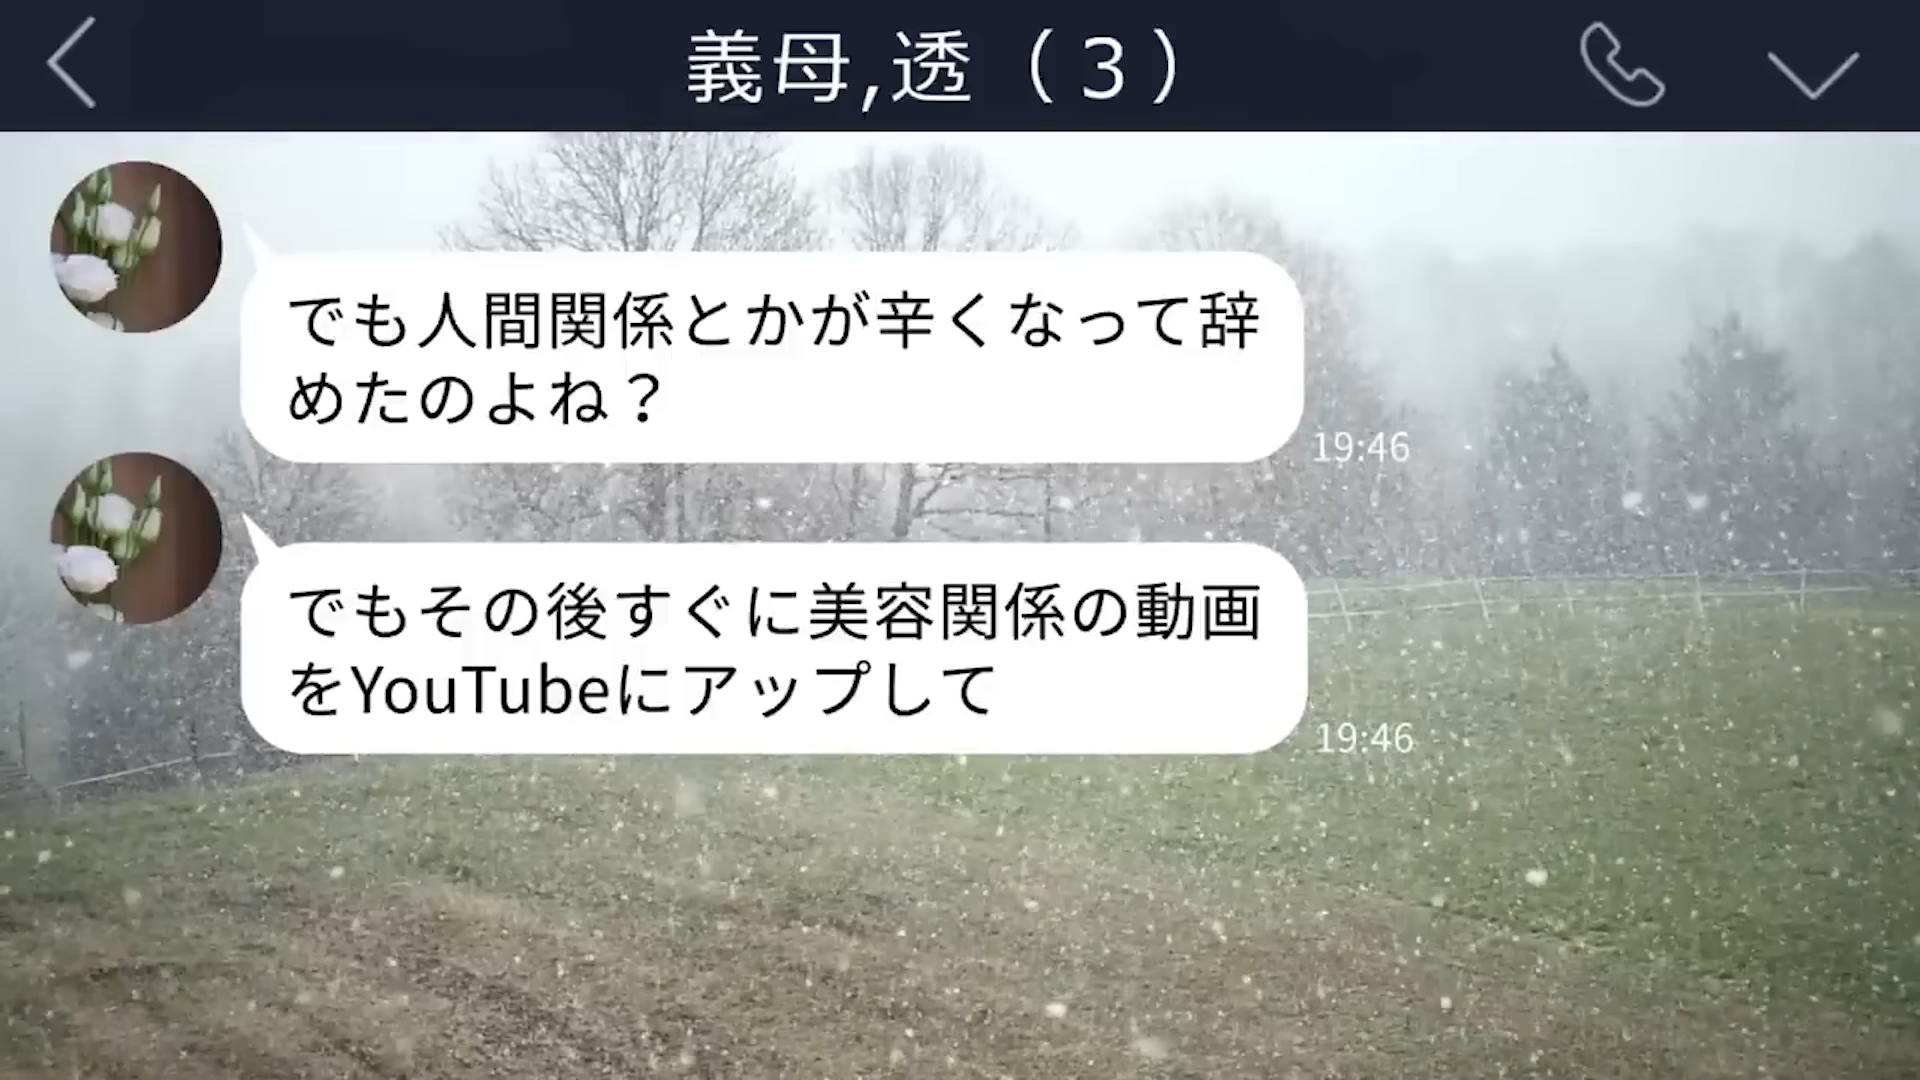 義母,透（3）
でも人間関係とかが辛くなって辞
めたのよね？
19:46
でもその後すぐに美容関係の動画
をYouTubeにアップして
19:46